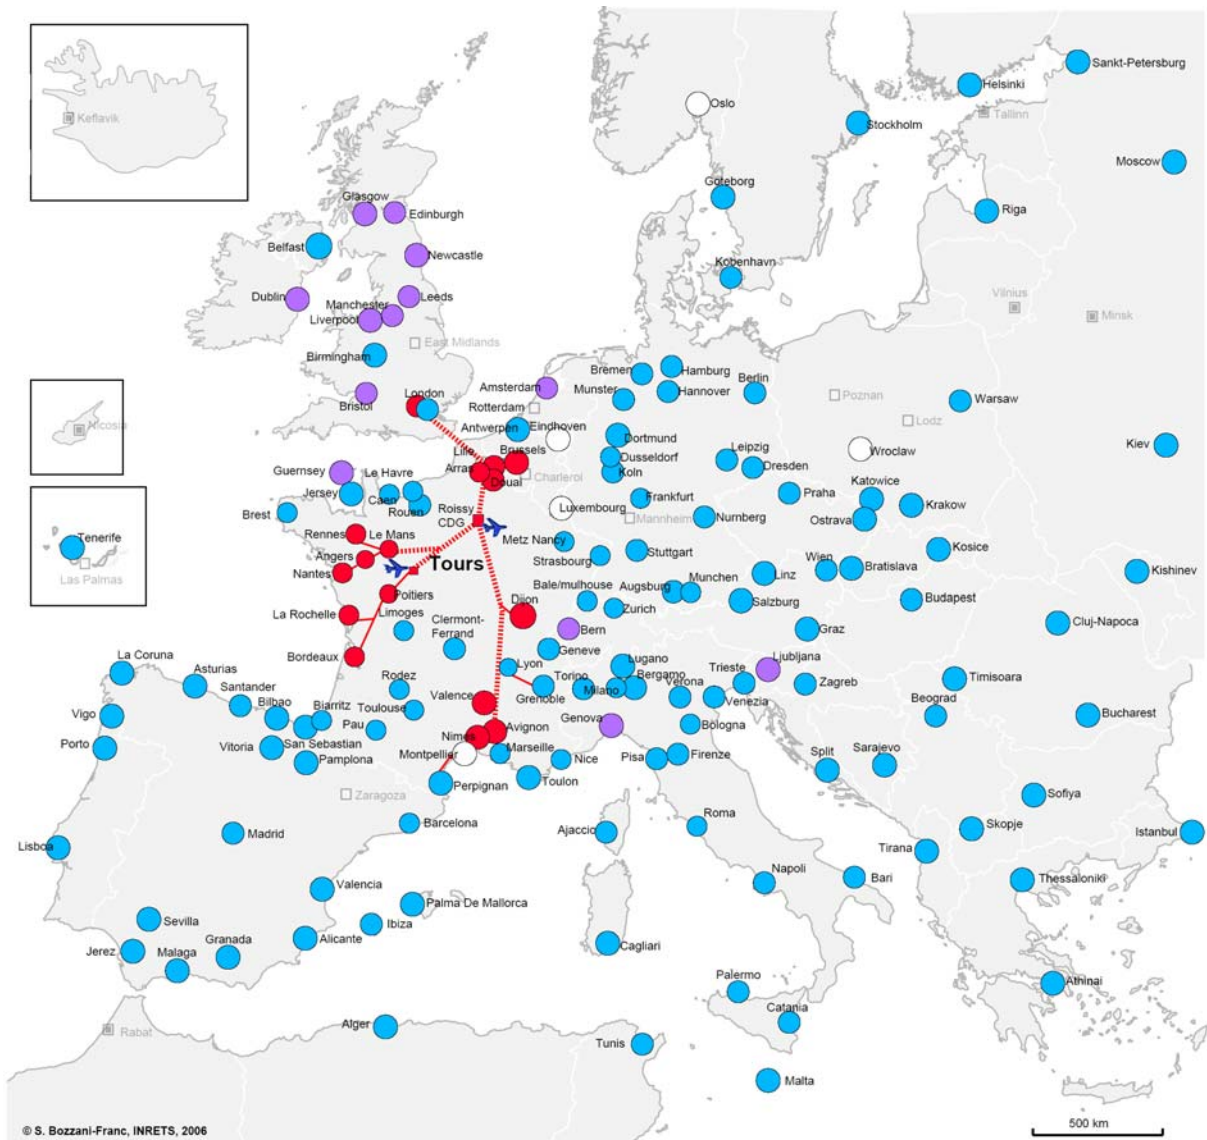 Keflavik
Oslo
Helsinki
Sankt-Petersburg
Tallinn
Stockholm
Moscow
Goteborg
Riga
Glasgow
Edinburgh
Belfast
Newcastle
Kobenhavn
Dublin
Leeds
Manchester
Liverpool
Vilnius
Minsk
East Midlands
Birmingham
Bremen
Hamburg
Amsterdam
Munster
Hannover
Berlin
Poznan
Warsaw
Nicosia
Bristol
London
Rotterdam
Lodz
Antwerpen
Eindhoven
Dortmund
Kiev
Lille
Brussels
Leipzig
Wroclaw
Arras
Dusseldorf
Dresden
Guernsey
Le Havre
Douai
Charleroi
Koln
Jersey
Caen
Frankfurt
Praha
Katowice
Krakow
Brest
Rouen
Roissy
CDG
Luxembourg
Mannheim
Nurnberg
Ostrava
Tenerife
Rennes
Le Mans
Metz Nancy
Stuttgart
Kosice
Las Palmas
Angers
Tours
Strasbourg
Wien
Bratislava
Kishinev
Nantes
Bale/mulhouse
Augsburg
Munchen
Linz
Poitiers
Salzburg
Budapest
La Rochelle
Limoges
Dijon
Zurich
Clermont-
Ferrand
Bern
Graz
Cluj-Napoca
Bordeaux
Geneve
La Coruna
Asturias
Lyon
Lugano
Trieste
Ljubljana
Santander
Rodez
Torino
Bergamo
Timisoara
Bilbao
Biarritz
Valence
Grenoble
Milano
Verona
Zagreb
Vigo
Toulouse
Venezia
Beograd
Bucharest
Pau
Avignon
Genova
Bologna
Porto
Vitoria
San Sebastian
Nimes
Montpellier
Marseille
Pamplona
Nice
Pisa
Firenze
Split
Sarajevo
Perpignan
Toulon
Zaragoza
Sofiya
Madrid
Barcelona
Ajaccio
Roma
Skopje
Istanbul
Lisboa
Tirana
Valencia
Napoli
Bari
Thessaloniki
Palma De Mallorca
Sevilla
Ibiza
Granada
Alicante
Jerez
Malaga
Cagliari
Palermo
Athinai
Catania
Rabat
Alger
Tunis
Malta
© S. Bozzani-Franc, INRETS, 2006
500 km